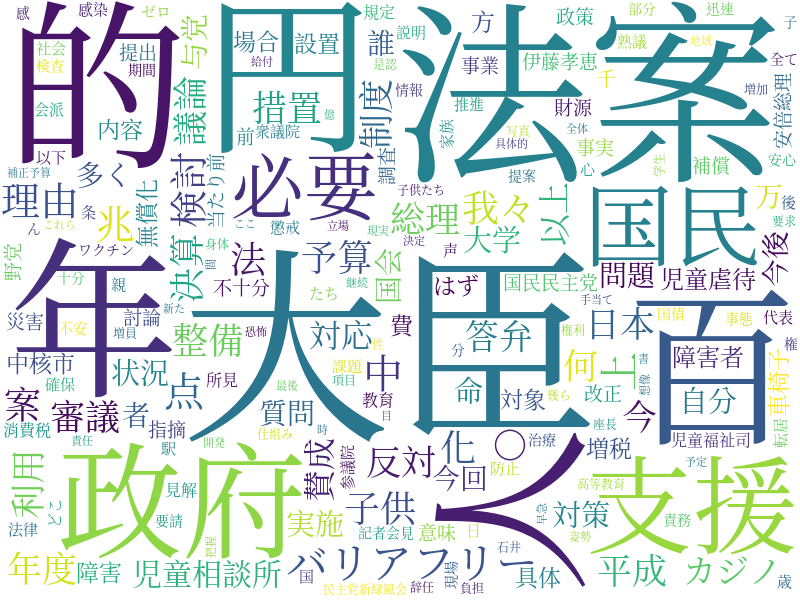 的
円
法
案
年
大臣
百
政府
人
支援
国民
必要
感
感染
ゼロ
規定
政策
部分
迅速
子
社会
検査
提出
期間
与党
場合
設置
誰
説明
方
熟議
地域
給付
是認
伊藤孝恵
全て
会派
内容
議論
措置
制度
情報
事業
千
増加
以下
前
衆議院
億
推進
財源
安倍総理
家族
写真
全体
具体的
事実
学生
安心
補正予算
多く
検討
当たり前
調査
心
補償
理由
無償化
子供たち
提案
我々
以上
万
後
条
これら
兆
懲戒
立場
ここ
総理
大学
要求
ん
野党
ワクチン
決算
身体
現実
決定
声
今後
間
法
予算
国会
国民民主党
問題
児童虐待
十分
親
不十分
たち
継続
はず
手当て
災害
不安
討論
新た
増員
恐怖
整備
対応
費
答弁
権利
日本
国債
事態
代表
中核市
性
分
権
確保
状況
所見
課題
項目
中
何
上
書
想像
障害者
車椅子
案
点
最後
教育
命
対象
改正
幾ら
自分
転居
消費税
審議
者
指摘
質問
目
化
〇
今
座長
児童福祉司
責任
駅
開発
仕組み
時
賛成
参議院
反対
今回
治療
増税
利用
見解
防止
予定
こと
要請
実施
子供
高等教育
法律
把握
記者会見
意味
日
早急
対策
責務
姿勢
年度
障害
児童相談所
バリアフリー
石井
具体
平成
カジノ
国
民主党新緑風会
辞任
現場
負担
歳